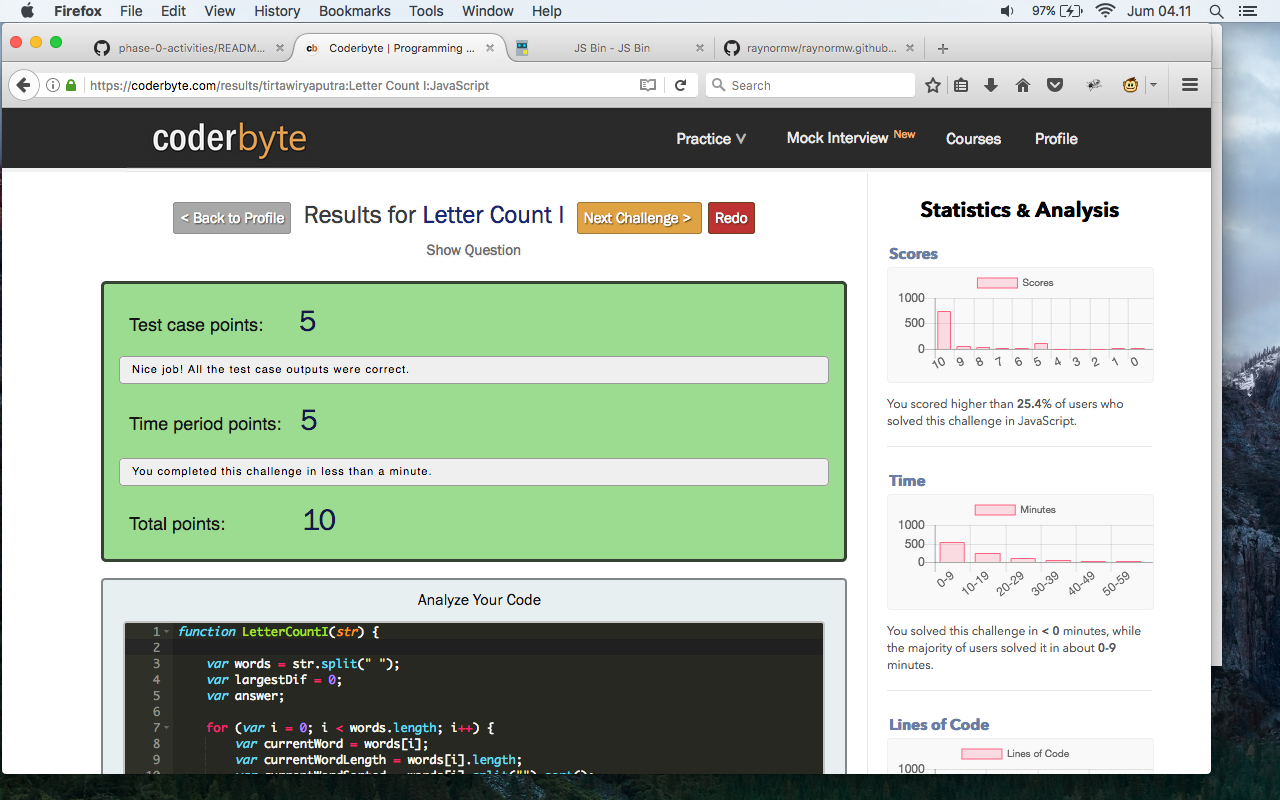 Firefox File Edit View History Bookmarks Tools Window Help 97% Jum 04.11
phase-0-activities/READM... × cb Coderbyte | Programming ... × JS Bin - JS Bin × raynormw/raynormw.github... × +
https://coderbyte.com/results/tirtawiryaputra:Letter Count I:JavaScript Search
coderbyte Practice V Mock Interview New Courses Profile
< Back to Profile Results for Letter Count I Next Challenge > Redo
Show Question
Test case points: 5
Nice job! All the test case outputs were correct.
Time period points: 5
You completed this challenge in less than a minute.
Total points: 10
Analyze Your Code
1 function LetterCountI(str) {
2
3 var words = str.split(" ");
4 var largestDif = 0;
5 var answer;
6
7 for (var i = 0; i < words.length; i++) {
8 var currentWord = words[i];
9 var currentWordLength = words[i].length;
10 var currentWordSorted = words[i].split("").sort();
Statistics & Analysis
Scores
Scores
1000
500
0
10 9 8 7 6 5 4 3 2 1 0
You scored higher than 25.4% of users who
solved this challenge in JavaScript.
Time
Minutes
1000
500
0
0-9 10-19 20-29 30-39 40-49 50-59
You solved this challenge in < 0 minutes, while
the majority of users solved it in about 0-9
minutes.
Lines of Code
Lines of Code
1000